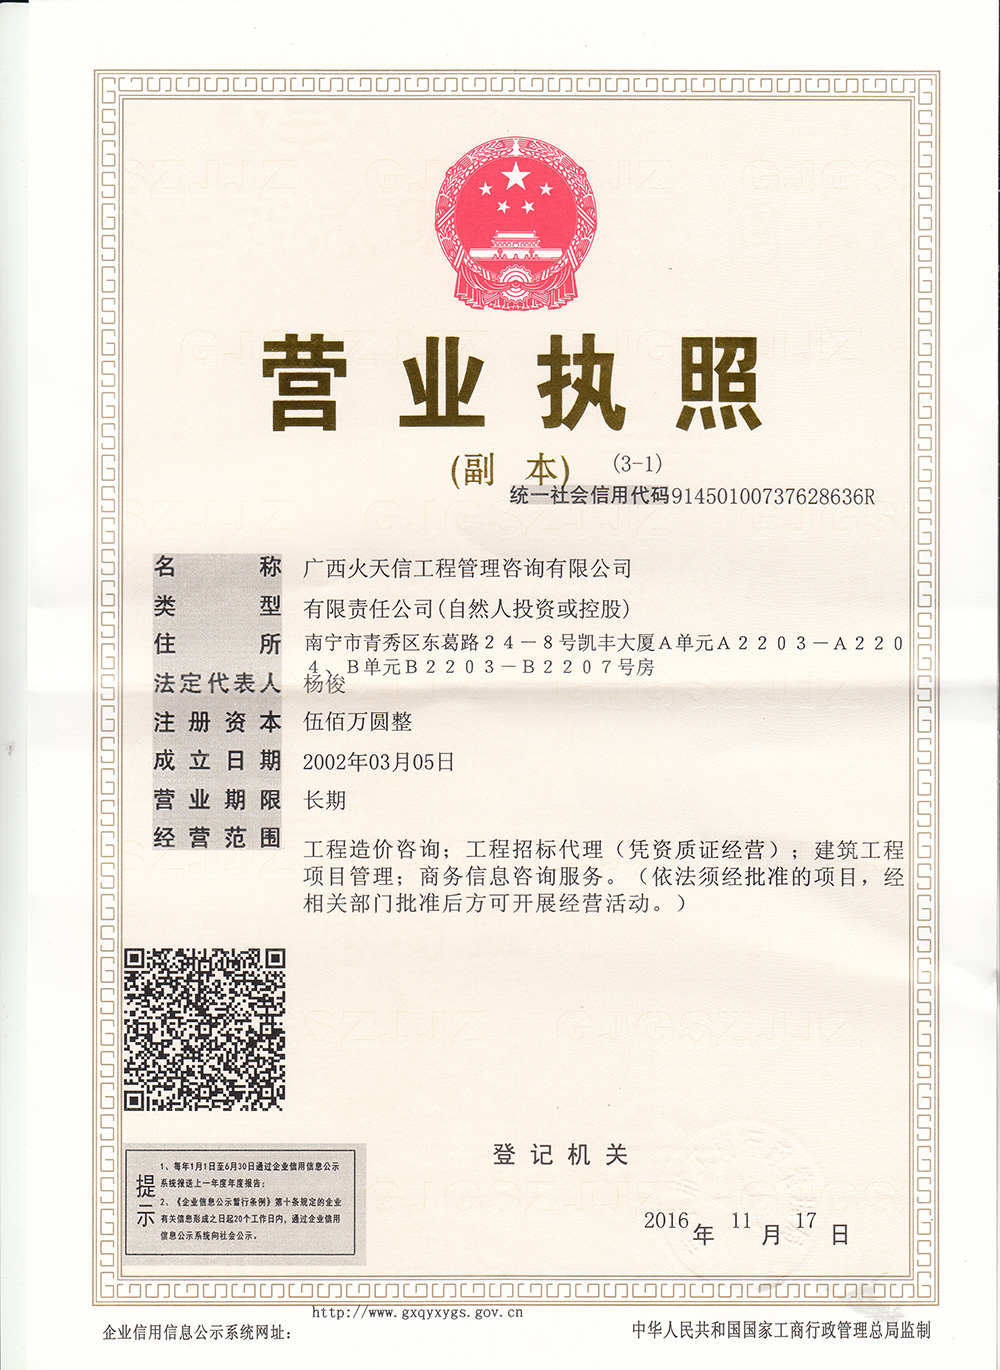 营业执照
(副 本) (3-1)
统一社会信用代码91450100737628636R
名称 广西火天信工程管理咨询有限公司
类型 有限责任公司(自然人投资或控股)
住所 南宁市青秀区东葛路２４－８号凯丰大厦Ａ单元Ａ２２０３－Ａ２２０
４、Ｂ单元Ｂ２２０３－Ｂ２２０７号房
法定代表人 杨俊
注册资本 伍佰万圆整
成立日期 2002年03月05日
营业期限 长期
经营范围 工程造价咨询；工程招标代理（凭资质证经营）；建筑工程
项目管理；商务信息咨询服务。（依法须经批准的项目，经
相关部门批准后方可开展经营活动。）
提示
1、每年1月1日至6月30日通过企业信用信息公示
系统报送上一年度年度报告；
2、《企业信息公示暂行条例》第十条规定的企业
有关信息形成之日起20个工作日内，通过企业信用
信息公示系统向社会公示。
登记机关
2016年11月17日
http://www.gxqyxygs.gov.cn
企业信用信息公示系统网址：
中华人民共和国国家工商行政管理总局监制